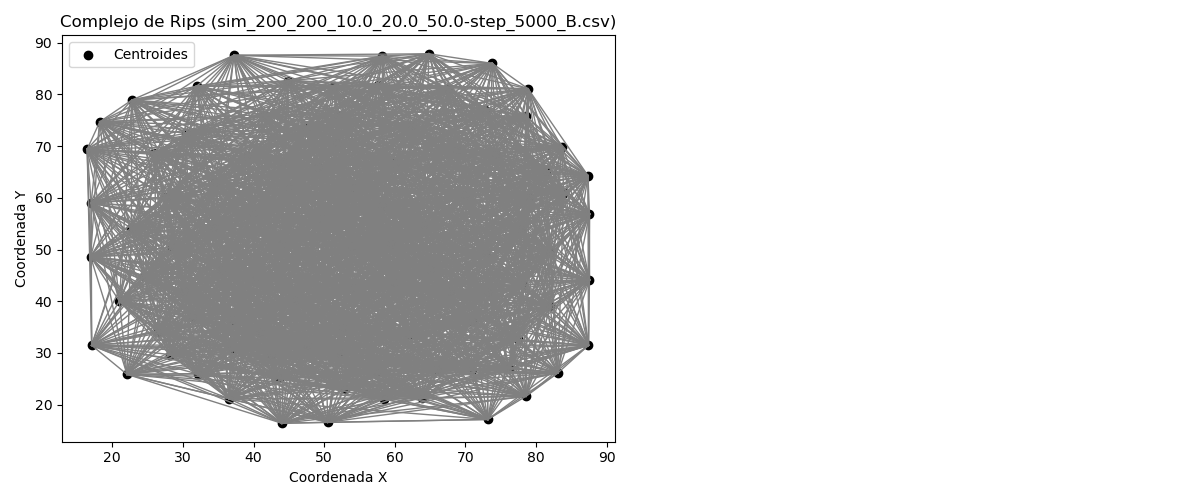 Complejo de Rips (sim_200_200_10.0_20.0_50.0-step_5000_B.csv)
90
80
70
60
50
40
30
20
Coordenada Y
Centroides
20 30 40 50 60 70 80 90
Coordenada X